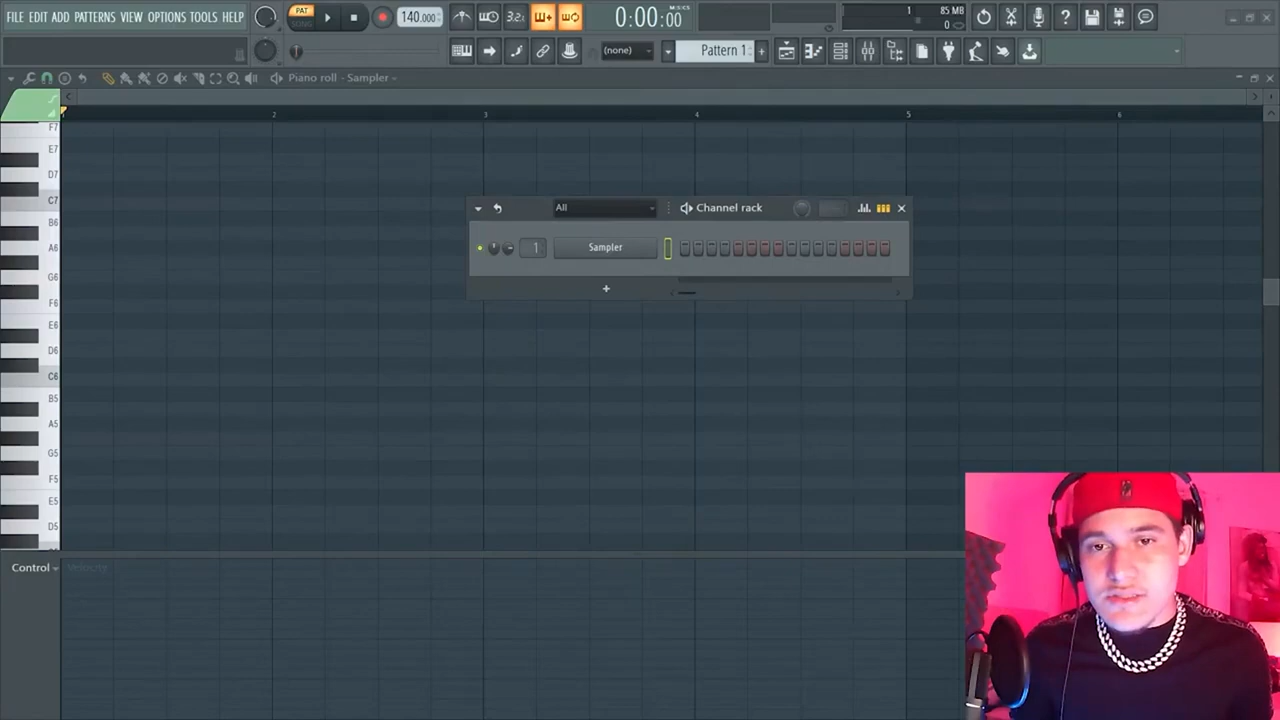 FILE EDIT ADD PATTERNS VIEW OPTIONS TOOLS HELP
PAT
SONG
140.000
3.2.
0:00:00
M:S:CS
1
85 MB
0
(none)
Pattern 1
+
Piano roll - Sampler
1
2
3
4
5
6
F7
E7
D7
C7
B6
A6
G6
F6
E6
D6
C6
B5
A5
G5
F5
E5
D5
All
Channel rack
1
Sampler
+
Control
Velocity